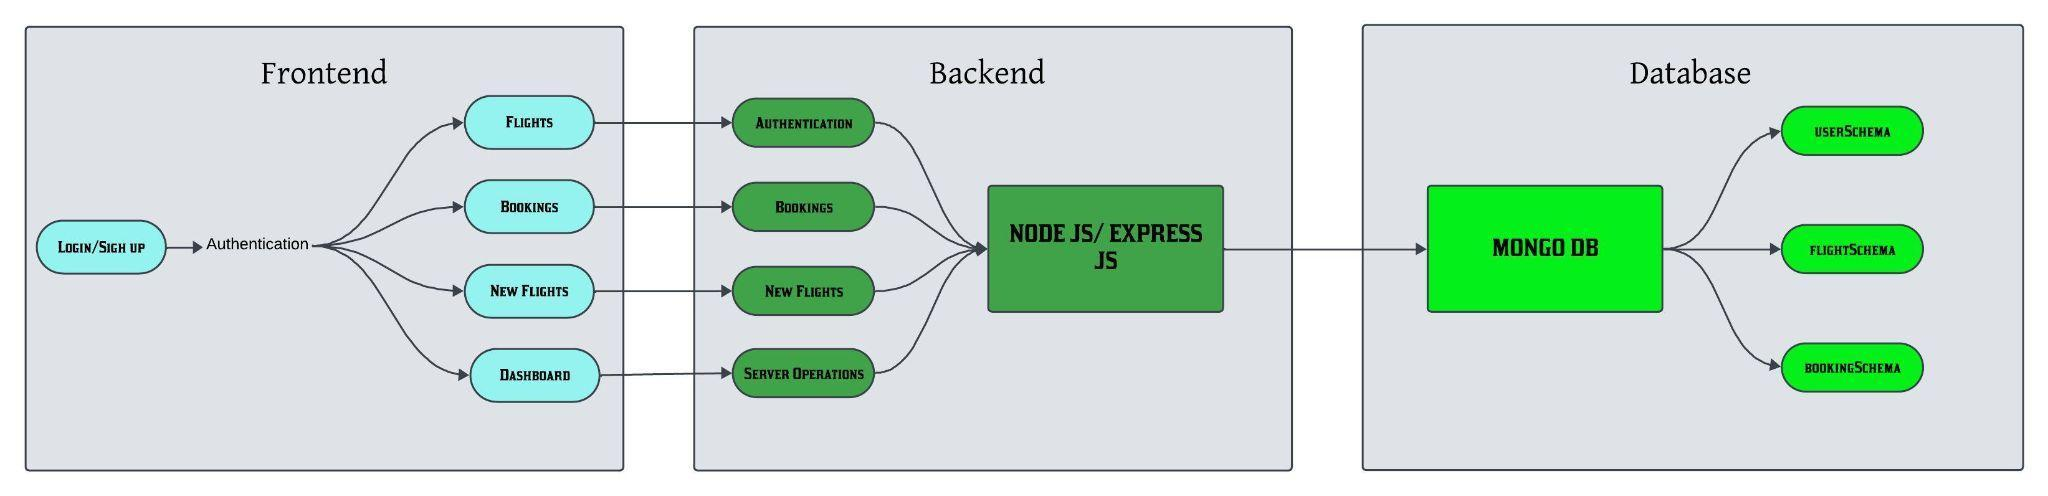 Frontend
Login/Sigh up
Authentication
Flights
Bookings
New Flights
Dashboard
Backend
Authentication
Bookings
New Flights
Server Operations
NODE JS/ EXPRESS
JS
Database
MONGO DB
userSchema
flightSchema
bookingSchema